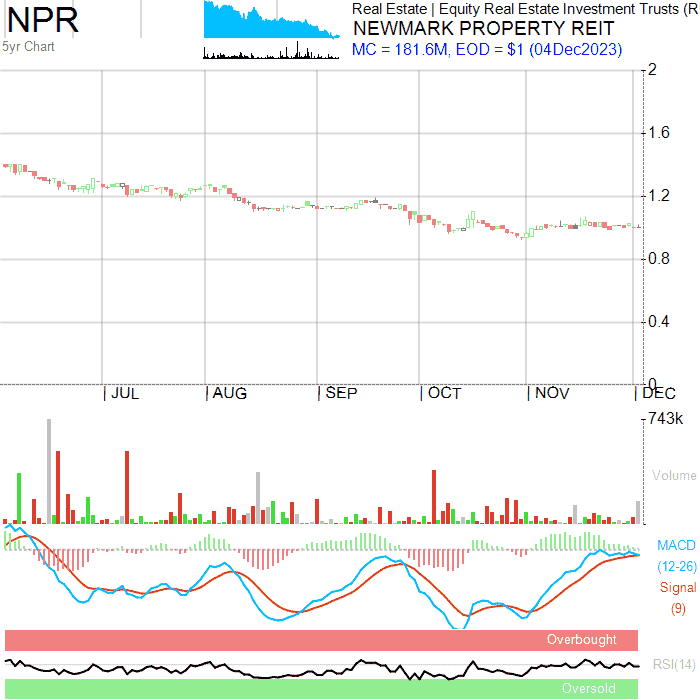 NPR
5yr Chart
Real Estate | Equity Real Estate Investment Trusts (R
NEWMARK PROPERTY REIT
MC = 181.6M, EOD = $1 (04Dec2023)
2
1.6
1.2
0.8
0.4
0
JUL AUG SEP OCT NOV DEC
743k
Volume
MACD
(12-26)
Signal
(9)
Overbought
RSI(14)
Oversold